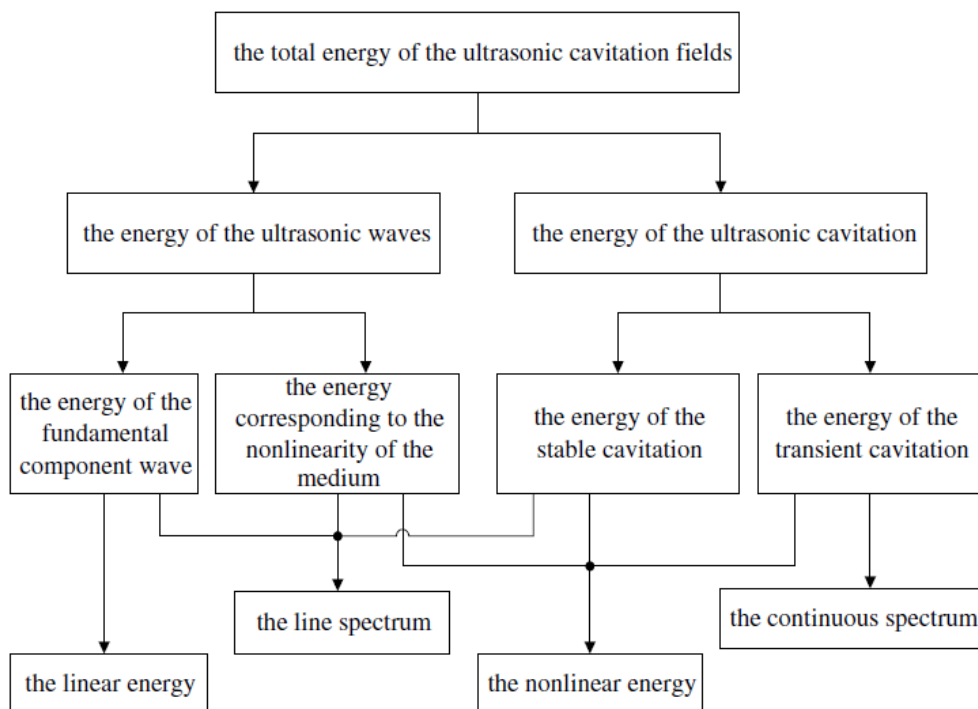 the total energy of the ultrasonic cavitation fields
the energy of the ultrasonic waves
the energy of the ultrasonic cavitation
the energy of the
fundamental
component wave
the energy
corresponding to the
nonlinearity of the
medium
the energy of the
stable cavitation
the energy of the
transient cavitation
the line spectrum
the continuous spectrum
the linear energy
the nonlinear energy